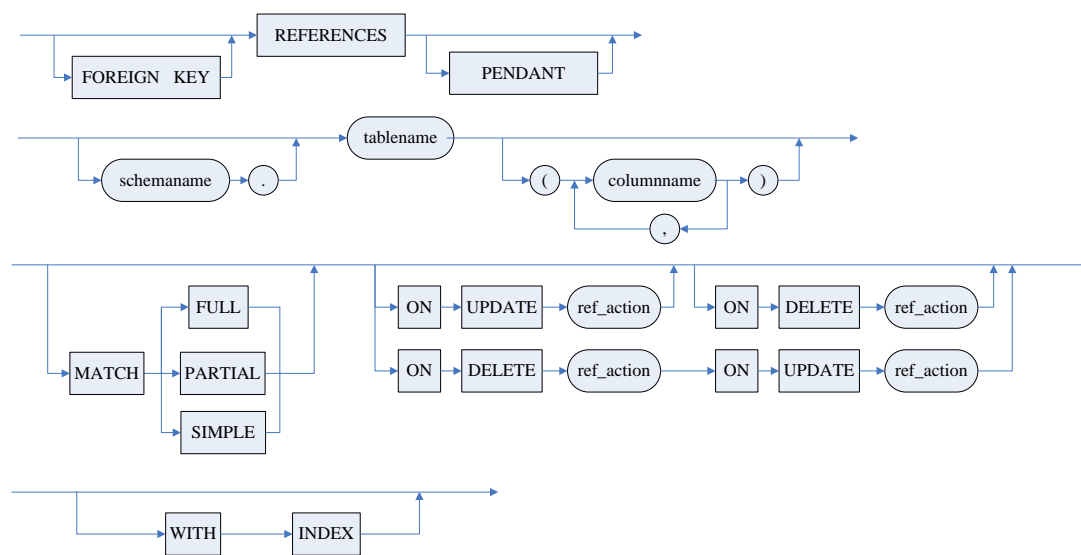 REFERENCES
FOREIGN KEY
PENDANT
tablename
schemaname .
( columnname )
,
FULL
ON UPDATE ref_action ON DELETE ref_action
MATCH PARTIAL
ON DELETE ref_action ON UPDATE ref_action
SIMPLE
WITH INDEX